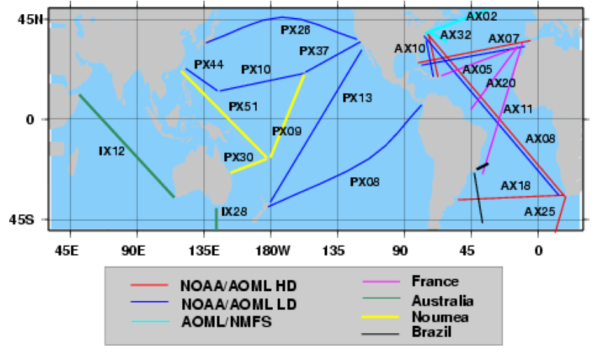 45N
AX02
PX26
AX32
AX07
PX37
AX10
PX44
PX10
AX05
AX20
PX13
PX51
AX11
0
PX09
AX08
IX12
PX30
PX08
AX18
45S
IX28
AX25
45E 90E 135E 180W 135 90 45 0
NOAA/AOML HD
NOAA/AOML LD
AOML/NMFS
France
Australia
Noumea
Brazil